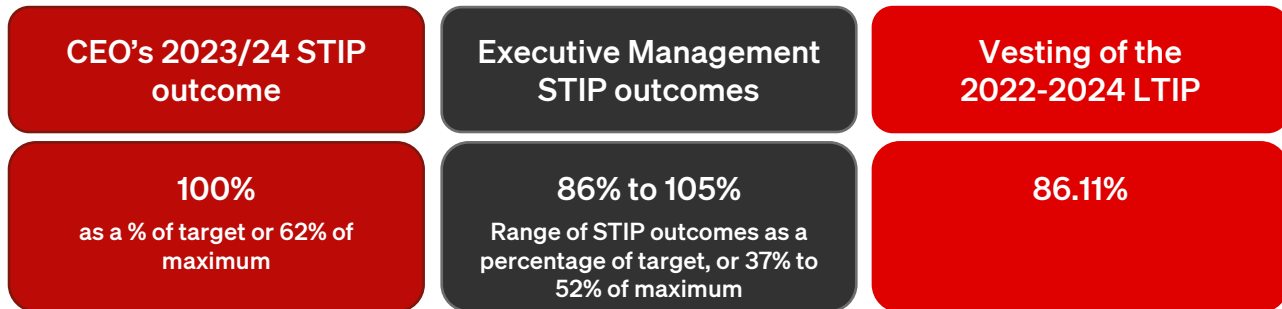 CEO’s 2023/24 STIP
outcome
Executive Management
STIP outcomes
Vesting of the
2022-2024 LTIP
100%
as a % of target or 62% of
maximum
86% to 105%
Range of STIP outcomes as a
percentage of target, or 37% to
52% of maximum
86.11%